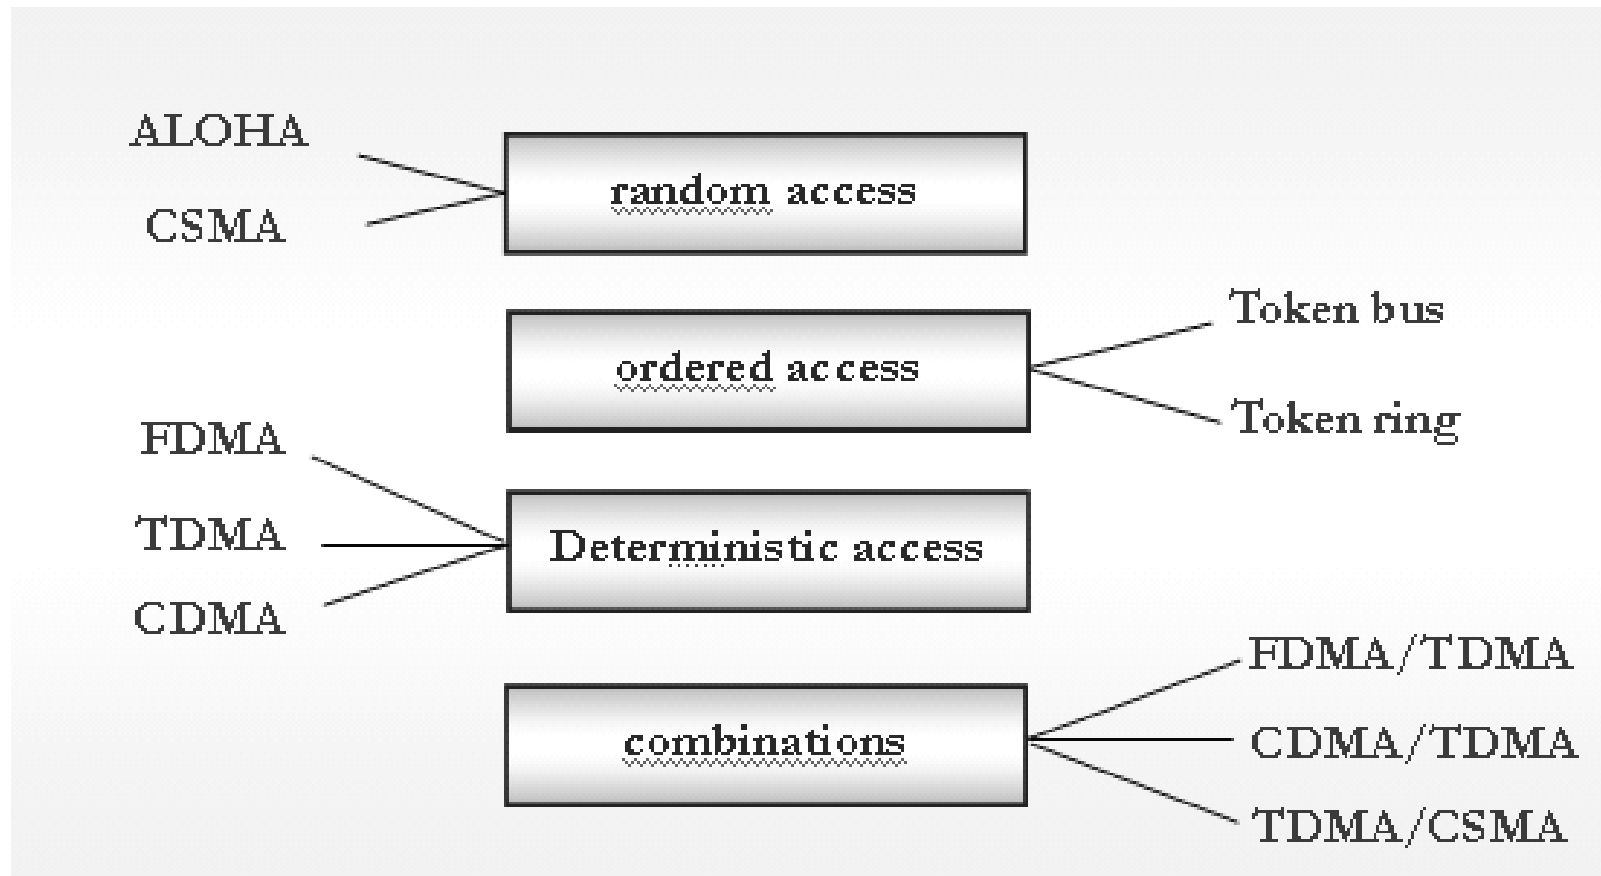 ALOHA
CSMA
random access
ordered access
Token bus
Token ring
FDMA
TDMA
CDMA
Deterministic access
combinations
FDMA/TDMA
CDMA/TDMA
TDMA/CSMA